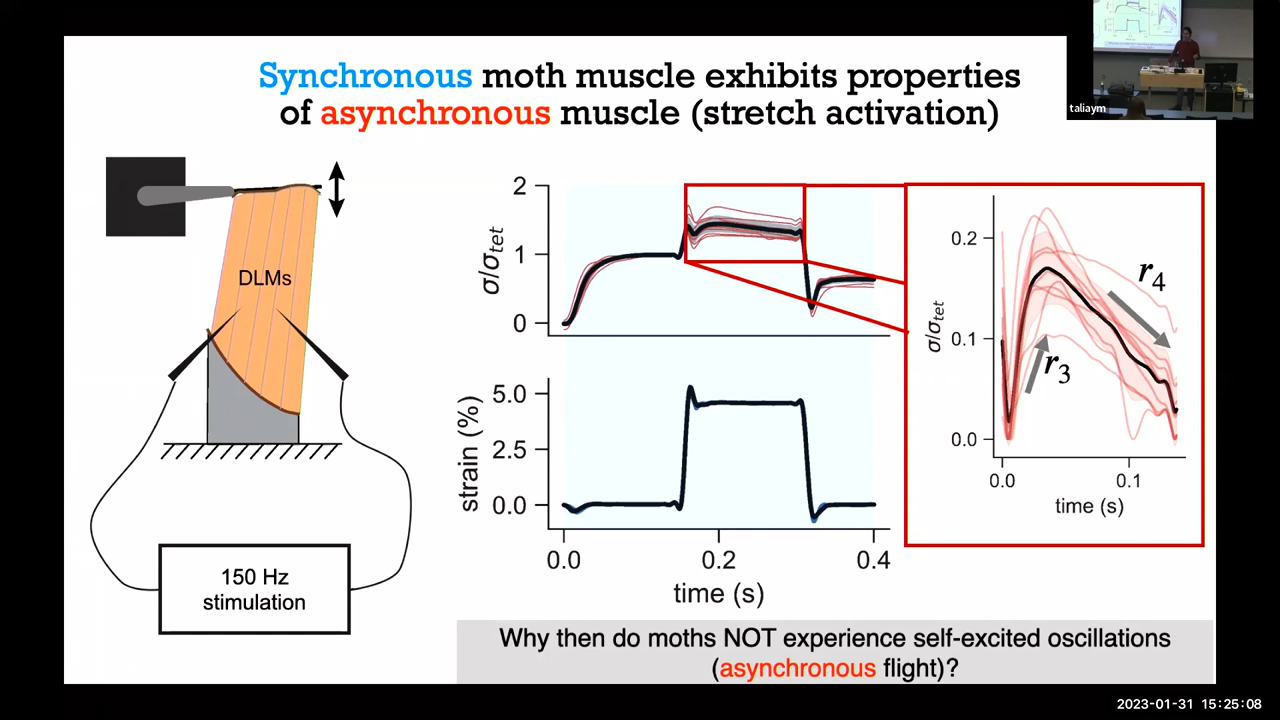 Synchronous moth muscle exhibits properties
of asynchronous muscle (stretch activation)
taliaym
DLMs
150 Hz
stimulation
σ/σtet
2
1
0
strain (%)
5.0
2.5
0.0
0.0
0.2
0.4
time (s)
σ/σtet
0.2
0.1
0.0
r3
r4
0.0
0.1
time (s)
Why then do moths NOT experience self-excited oscillations
(asynchronous flight)?
2023-01-31 15:25:08